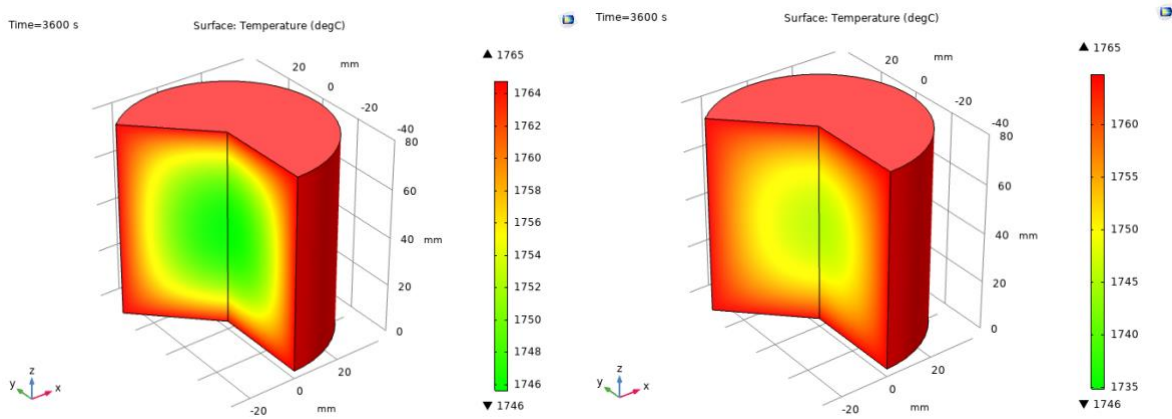 Time=3600 s
Surface: Temperature (degC)
20
mm
0
-20
-40
80
60
40
mm
20
0
20
0
mm
-20
z
y
x
▲ 1765
1764
1762
1760
1758
1756
1754
1752
1750
1748
1746
▼ 1746
Time=3600 s
Surface: Temperature (degC)
20
mm
0
-20
-40
80
60
40
mm
20
0
20
0
mm
-20
z
y
x
▲ 1765
1760
1755
1750
1745
1740
1735
▼ 1746